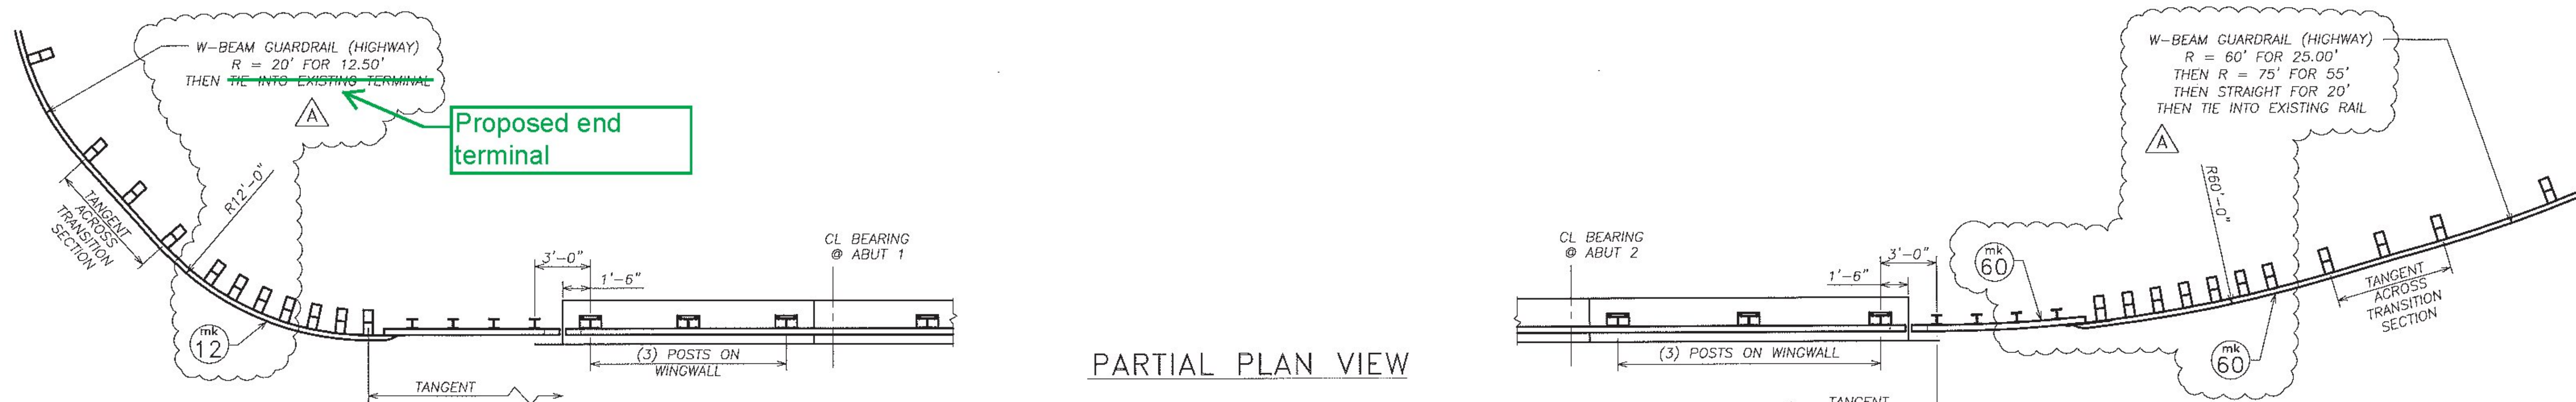 W-BEAM GUARDRAIL (HIGHWAY)
R = 20' FOR 12.50'
THEN TIE INTO EXISTING TERMINAL
A
Proposed end
terminal
R12'-0"
TANGENT
ACROSS
TRANSITION
SECTION
mk
12
3'-0"
1'-6"
CL BEARING
@ ABUT 1
(3) POSTS ON
WINGWALL
TANGENT
PARTIAL PLAN VIEW
CL BEARING
@ ABUT 2
3'-0"
1'-6"
(3) POSTS ON WINGWALL
TANGENT
mk
60
W-BEAM GUARDRAIL (HIGHWAY)
R = 60' FOR 25.00'
THEN R = 75' FOR 55'
THEN STRAIGHT FOR 20'
THEN TIE INTO EXISTING RAIL
A
R60'-0"
TANGENT
ACROSS
TRANSITION
SECTION
mk
60